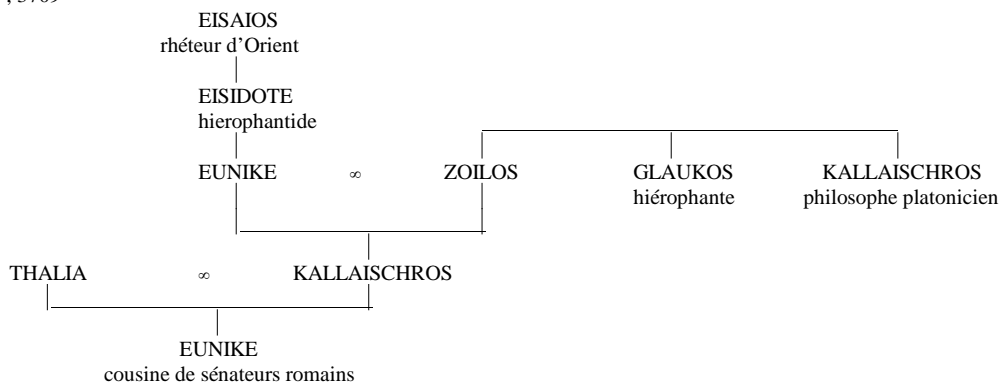 , 3709
EISAIOS
rhéteur d’Orient
EISIDOTE
hierophantide
EUNIKE ∞ ZOILOS GLAUKOS KALLAISCHROS
hiérophante philosophe platonicien
THALIA ∞ KALLAISCHROS
EUNIKE
cousine de sénateurs romains